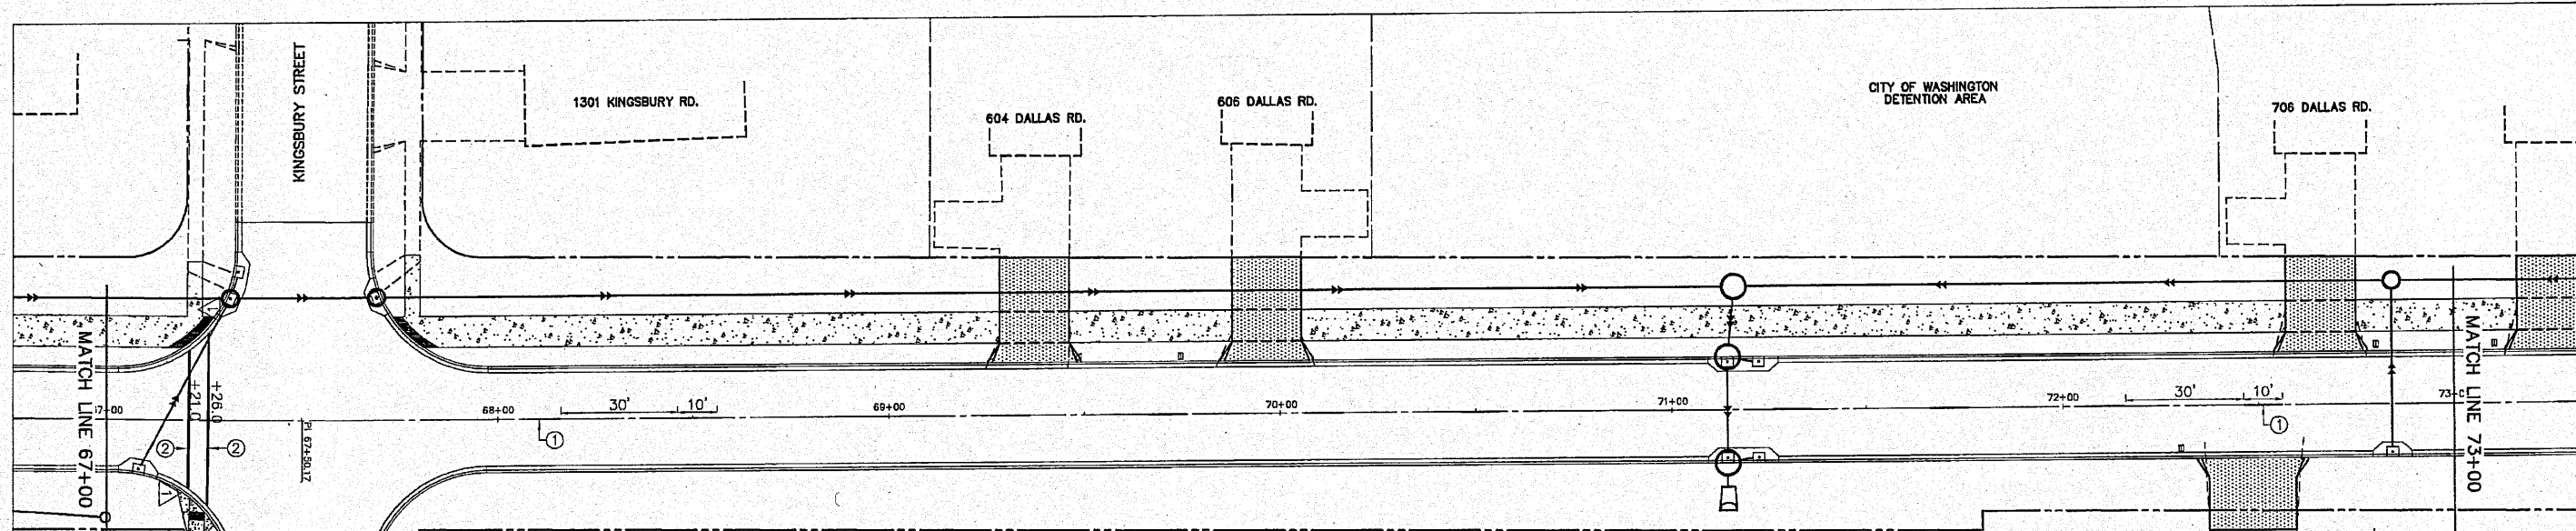 KINGSBURY STREET
1301 KINGSBURY RD.
604 DALLAS RD.
606 DALLAS RD.
CITY OF WASHINGTON
DETENTION AREA
706 DALLAS RD.
MATCH LINE 67+00
+21.0
+26.0
2
2
1
1
PI 67+50.17
68+00
1
30'
10'
69+00
70+00
71+00
72+00
30'
10'
1
MATCH LINE 73+00